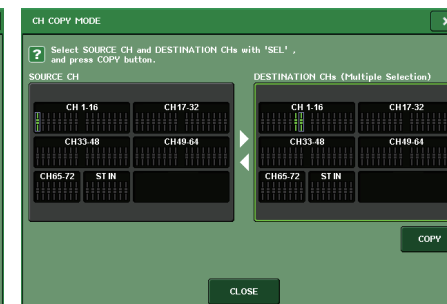 CH COPY MODE
X
? Select SOURCE CH and DESTINATION CHs with 'SEL' ,
and press COPY button.
SOURCE CH
DESTINATION CHs (Multiple Selection)
CH 1-16
CH17-32
CH 1-16
CH17-32
CH33-48
CH49-64
CH33-48
CH49-64
CH65-72
ST IN
CH65-72
ST IN
COPY
CLOSE